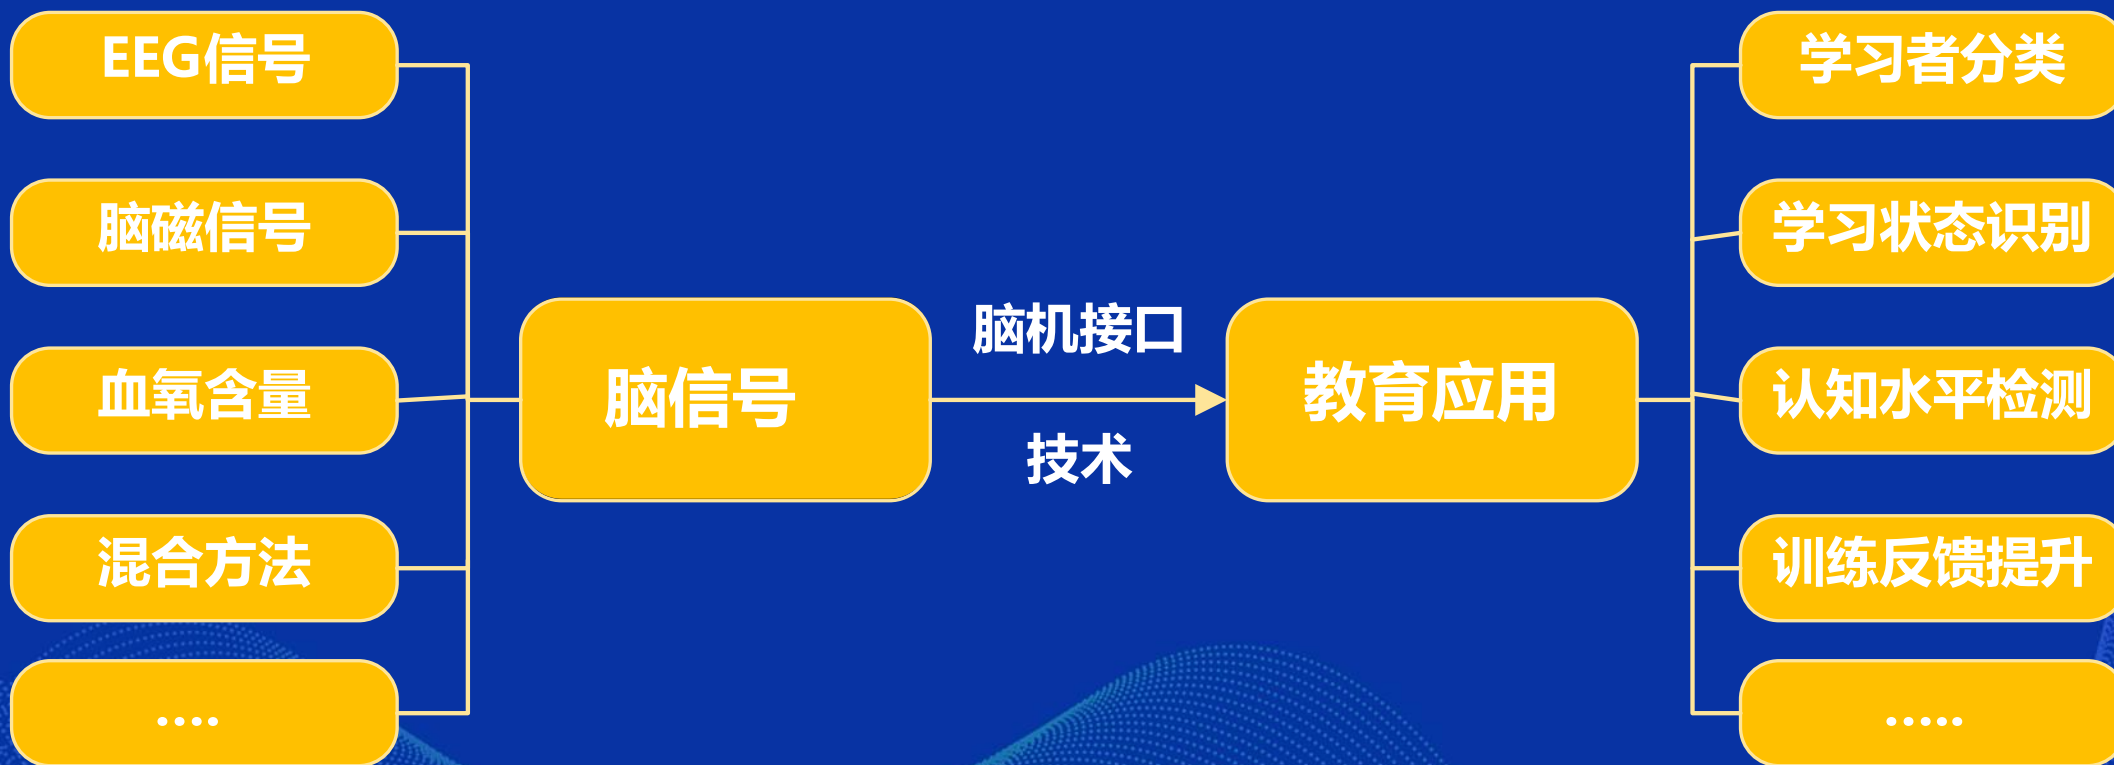 EEG信号
脑磁信号
血氧含量
混合方法
....
脑信号
脑机接口
技术
教育应用
学习者分类
学习状态识别
认知水平检测
训练反馈提升
.....